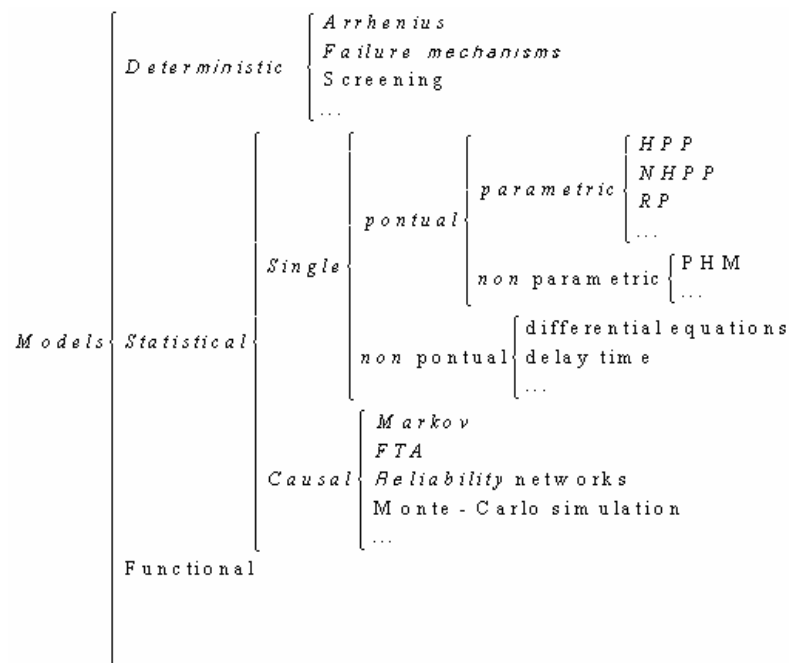 Arrhenius
Failure mechanisms
Deterministic
Screening
...
HPP
NHPP
parametric
RP
pontual
...
Single
non parametric
PHM
...
differential equations
Models
Statistical
non pontual
delay time
...
Markov
FTA
Causal
Reliability networks
Monte - Carlo simulation
...
Functional